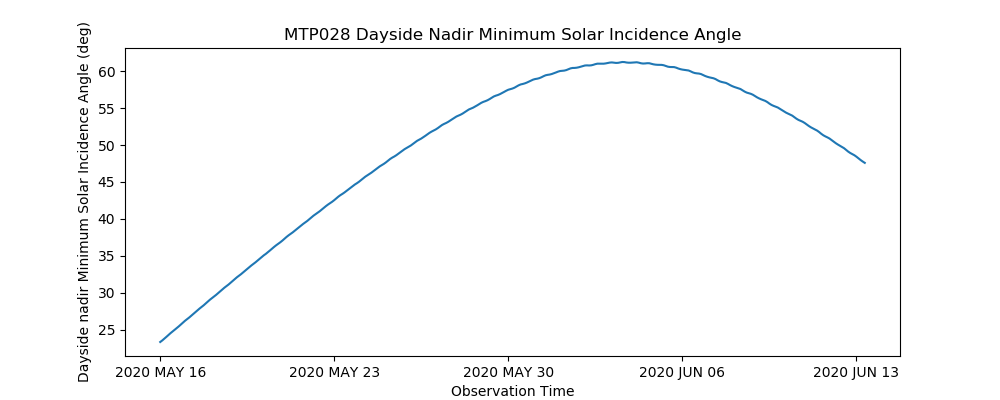 MTP028 Dayside Nadir Minimum Solar Incidence Angle
Dayside nadir Minimum Solar Incidence Angle (deg)
60
55
50
45
40
35
30
25
2020 MAY 16
2020 MAY 23
2020 MAY 30
2020 JUN 06
2020 JUN 13
Observation Time